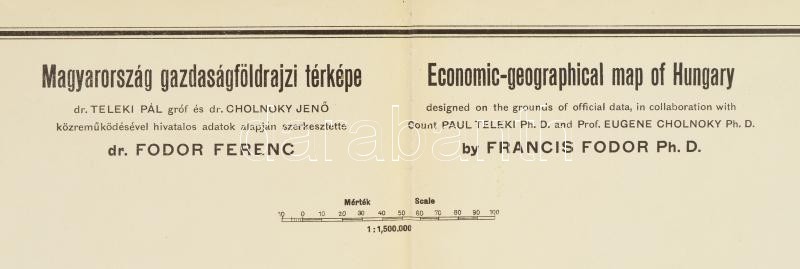 Magyarország gazdaságföldrajzi térképe
dr. TELEKI PÁL gróf és dr. CHOLNOKY JENŐ
közreműködésével hivatalos adatok alapján szerkesztette
dr. FODOR FERENC
Economic-geographical map of Hungary
designed on the grounds of official data, in collaboration with
Count PAUL TELEKI Ph. D. and Prof. EUGENE CHOLNOKY Ph. D.
by FRANCIS FODOR Ph. D.
darabanth
Mérték Scale
10 0 10 20 30 40 50 60 70 80 90 100
1 : 1,500.000